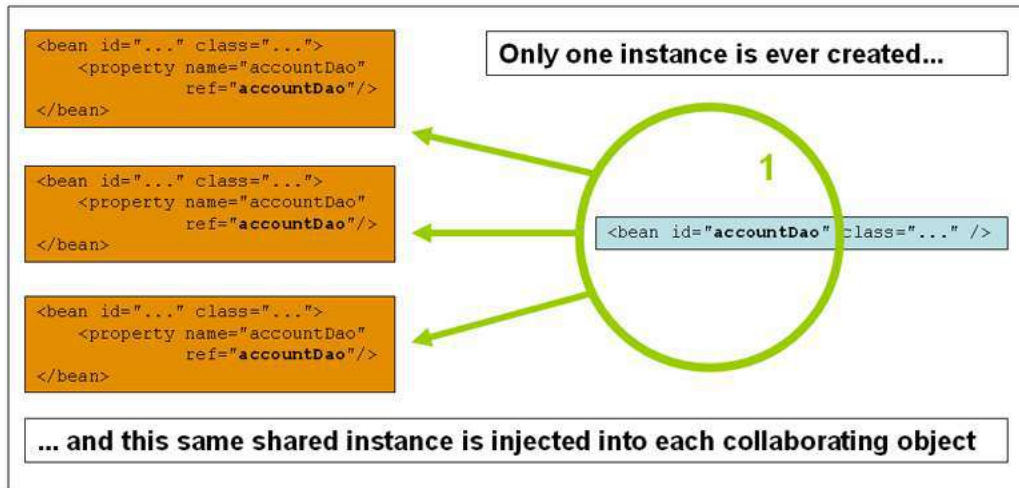 <bean id="..." class="...">
<property name="accountDao"
ref="accountDao"/>
</bean>
Only one instance is ever created...
<bean id="..." class="...">
<property name="accountDao"
ref="accountDao"/>
</bean>
1
<bean id="accountDao" class="..." />
<bean id="..." class="...">
<property name="accountDao"
ref="accountDao"/>
</bean>
... and this same shared instance is injected into each collaborating object